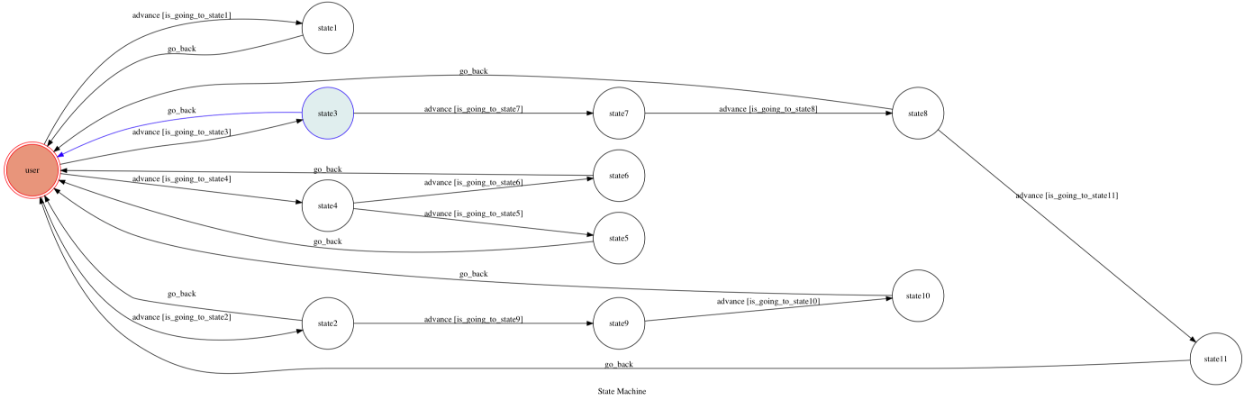 advance [is_going_to_state1]
state1
go_back
go_back
go_back
state3
advance [is_going_to_state7]
state7
advance [is_going_to_state8]
state8
advance [is_going_to_state3]
user
go_back
advance [is_going_to_state4]
advance [is_going_to_state6]
state6
state4
advance [is_going_to_state5]
advance [is_going_to_state11]
go_back
state5
go_back
go_back
state10
advance [is_going_to_state10]
advance [is_going_to_state2]
state2
advance [is_going_to_state9]
state9
go_back
state11
State Machine